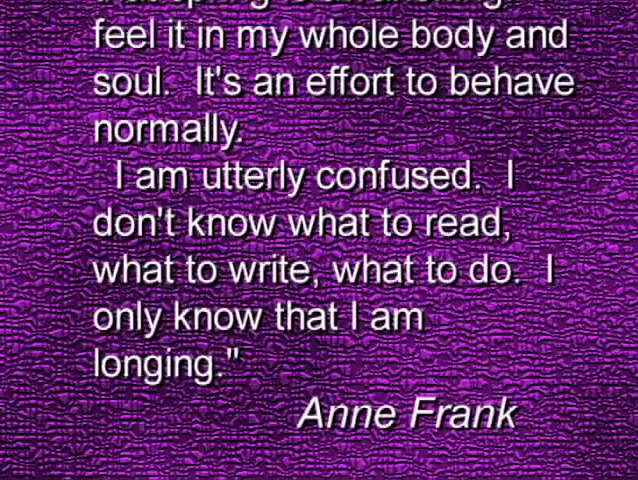 feel it in my whole body and
soul. It's an effort to behave
normally.
I am utterly confused. I
don't know what to read,
what to write, what to do. I
only know that I am
longing."
Anne Frank